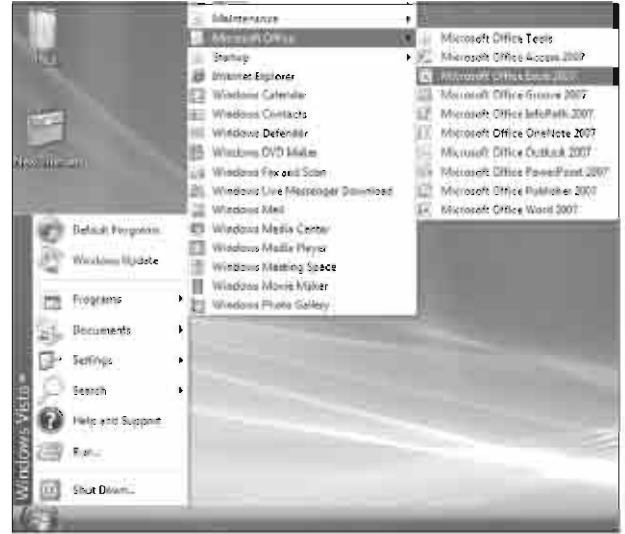 Maintenance
Microsoft Office
Startup
Internet Explorer
Windows Calendar
Windows Contacts
Windows Defender
Windows DVD Maker
Windows Fax and Scan
Windows Live Messenger Download
Windows Mail
Windows Media Center
Windows Media Player
Windows Meeting Space
Windows Movie Maker
Windows Photo Gallery
Microsoft Office Tools
Microsoft Office Access 2007
Microsoft Office Excel 2007
Microsoft Office Groove 2007
Microsoft Office InfoPath 2007
Microsoft Office OneNote 2007
Microsoft Office Outlook 2007
Microsoft Office PowerPoint 2007
Microsoft Office Publisher 2007
Microsoft Office Word 2007
Default Programs
Windows Update
Programs
Documents
Settings
Search
Help and Support
Run...
Shut Down...
Windows Vista